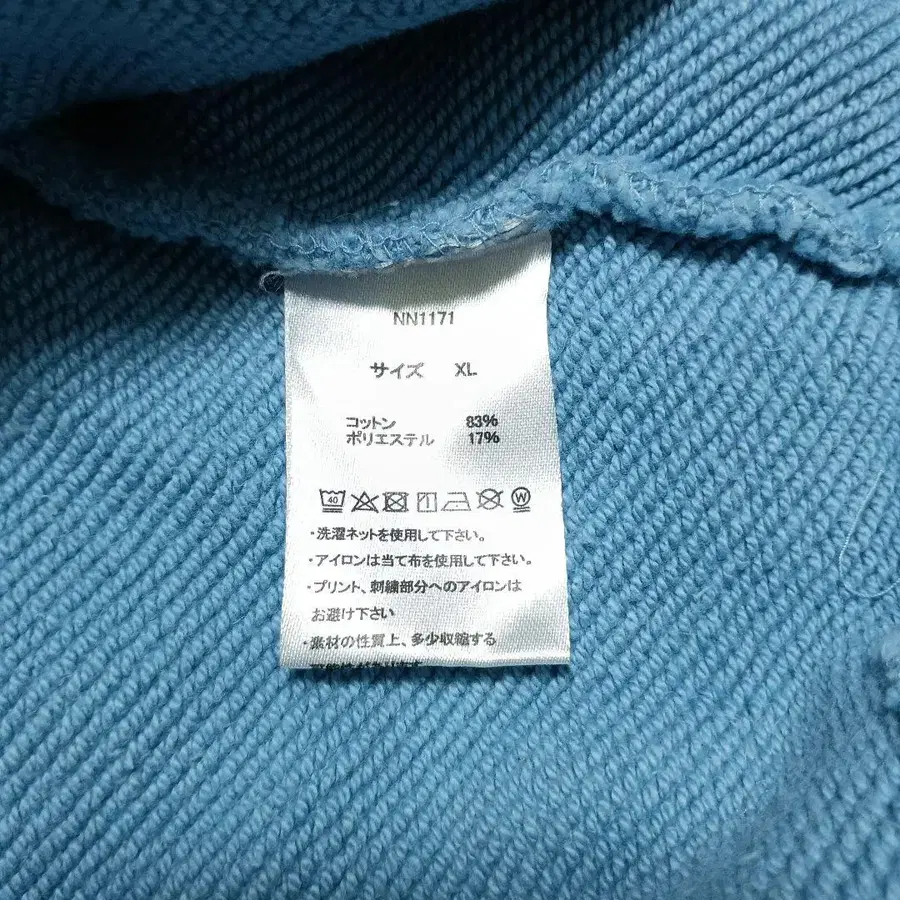 NN1171
サイズ XL
コットン 83%
ポリエステル 17%
40 W
・洗濯ネットを使用して下さい。
・アイロンは当て布を使用して下さい。
・プリント、刺繍部分へのアイロンは
お避け下さい
・素材の性質上、多少収縮する